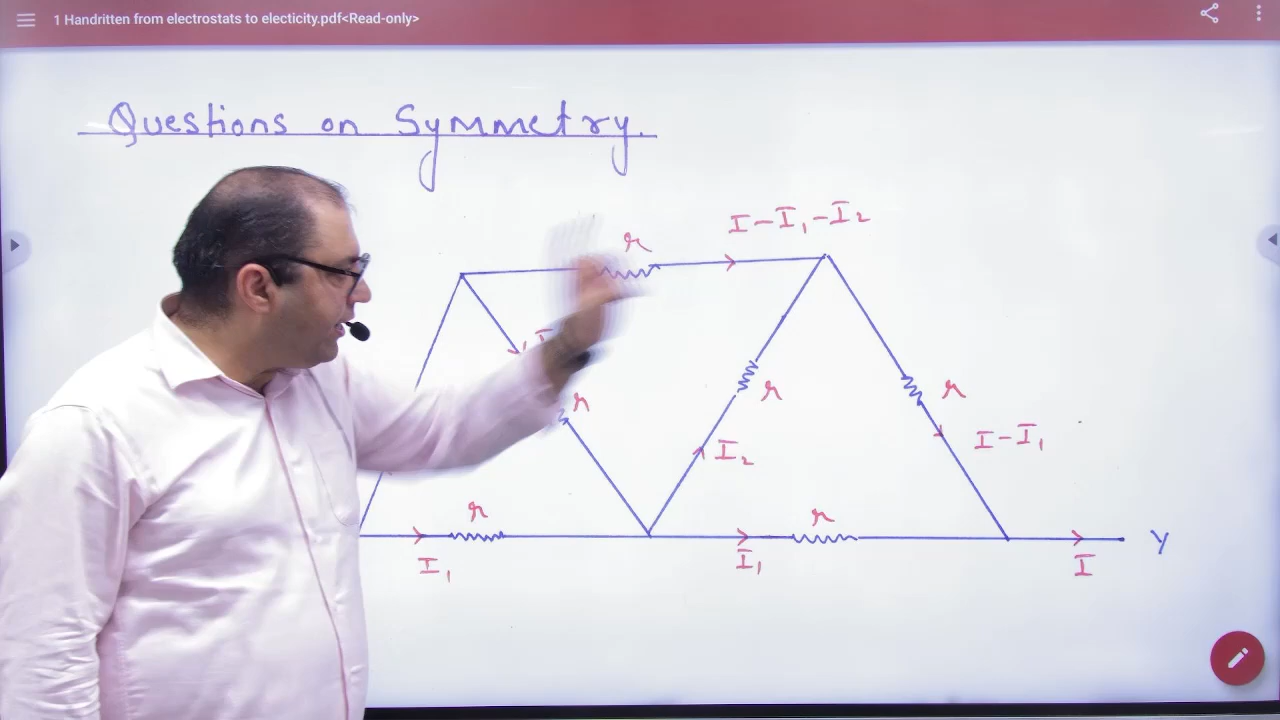 1 Handritten from electrostats to electicity.pdf<Read-only>
Questions on Symmetry.
I-I₁-I₂
r
r
r
r
I-I₁
I₂
r
r
I₁
I₁
I
Y